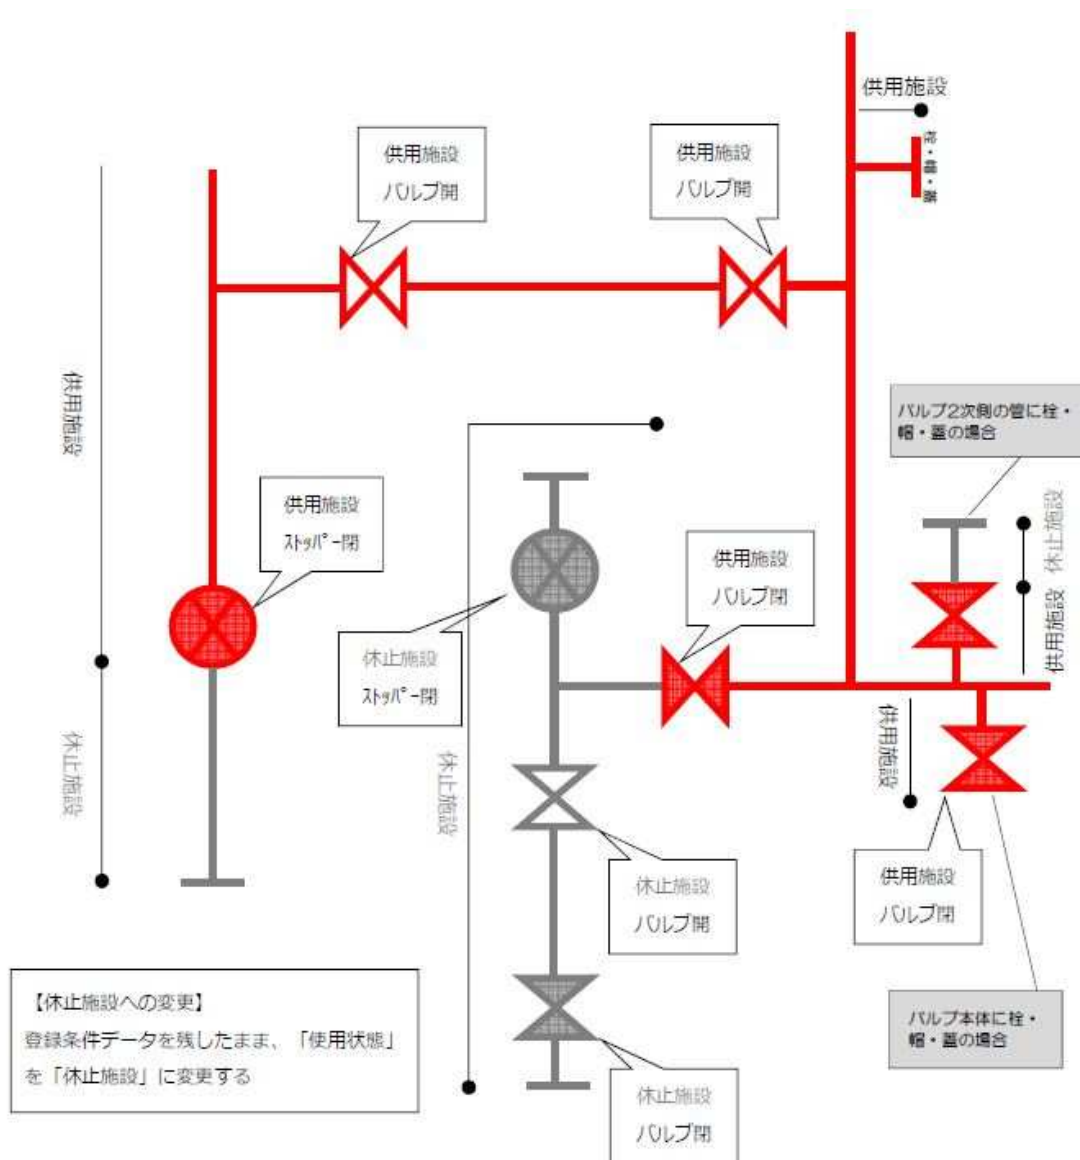 供用施設
栓・帽・蓋
供用施設
バルブ開
供用施設
バルブ開
供用施設
バルブ2次側の管に栓・
帽・蓋の場合
供用施設
ストッパー閉
供用施設
バルブ閉
休止施設
供用施設
休止施設
ストッパー閉
休止施設
休止施設
供用施設
供用施設
バルブ閉
休止施設
バルブ開
【休止施設への変更】
登録条件データを残したまま、「使用状態」
を「休止施設」に変更する
バルブ本体に栓・
帽・蓋の場合
休止施設
バルブ閉